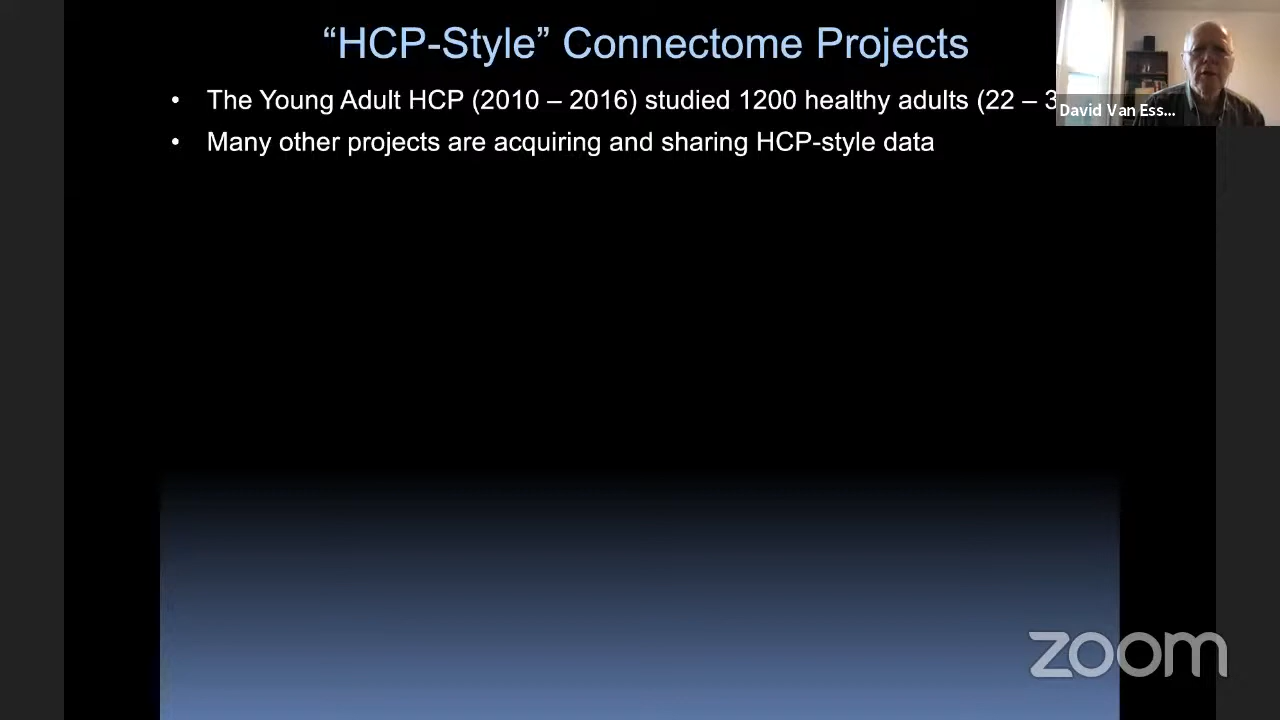 “HCP-Style” Connectome Projects
• The Young Adult HCP (2010 – 2016) studied 1200 healthy adults (22 – 3
• Many other projects are acquiring and sharing HCP-style data
David Van Ess...
zoom